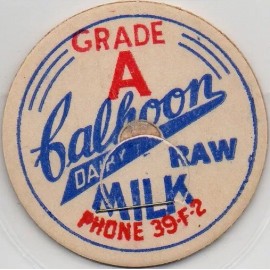 GRADE
A
Calhoon
DAIRY RAW
MILK
PHONE 39-F-2